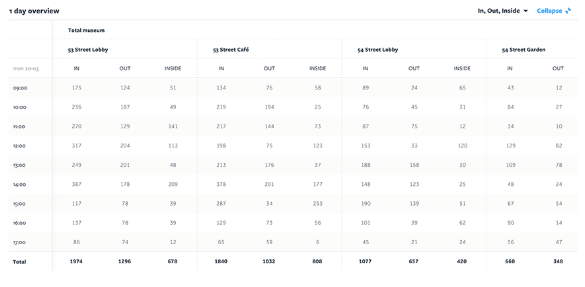 1 day overview
In, Out, Inside
Collapse
Total museum
53 Street Lobby 53 Street Café 54 Street Lobby 54 Street Garden
mon 20-05 IN OUT INSIDE IN OUT INSIDE IN OUT INSIDE IN OUT
09:00 175 124 51 134 76 58 89 24 65 43 12
10:00 236 187 49 219 194 25 76 45 31 64 27
11:00 270 129 141 217 144 73 87 75 12 34 10
12:00 317 204 113 198 75 123 153 33 120 129 82
13:00 249 201 48 213 176 37 188 158 30 109 78
14:00 387 178 209 378 201 177 148 123 25 48 24
15:00 117 78 39 287 34 253 190 139 51 67 54
16:00 137 78 39 129 73 56 101 39 62 90 14
17:00 86 74 12 65 59 6 45 21 24 56 47
Total 1974 1296 678 1840 1032 808 1077 657 420 660 348